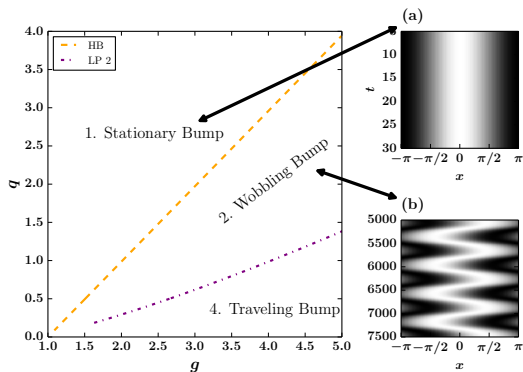 (a)
4.0
3.5
3.0
2.5
2.0
1.5
1.0
0.5
0.0
q
HB
LP 2
1. Stationary Bump
2. Wobbling Bump
4. Traveling Bump
1.0 1.5 2.0 2.5 3.0 3.5 4.0 4.5 5.0
g
5
10
15
20
25
30
t
−π −π/2 0 π/2 π
x
(b)
5000
5500
6000
6500
7000
7500
−π −π/2 0 π/2 π
x